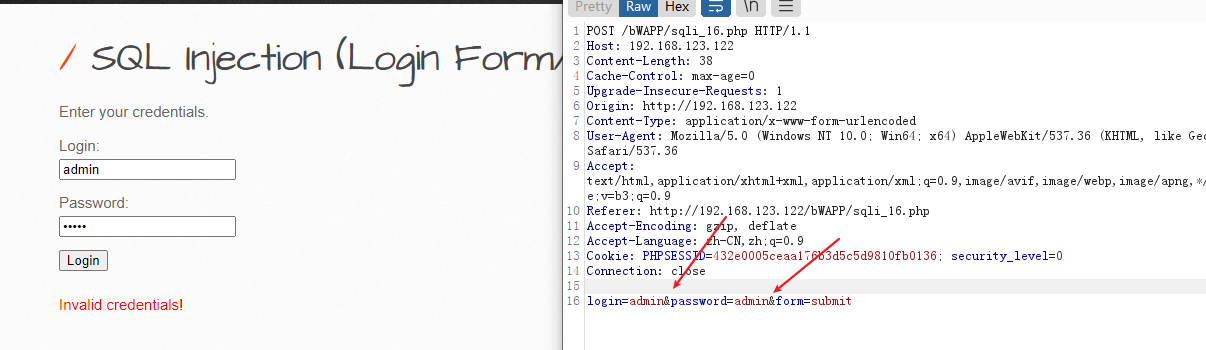 / SQL Injection (Login Form/
Enter your credentials.
Login:
admin
Password:
•••••
Login
Invalid credentials!
Pretty Raw Hex \n
1 POST /bWAPP/sqli_16.php HTTP/1.1
2 Host: 192.168.123.122
3 Content-Length: 38
4 Cache-Control: max-age=0
5 Upgrade-Insecure-Requests: 1
6 Origin: http://192.168.123.122
7 Content-Type: application/x-www-form-urlencoded
8 User-Agent: Mozilla/5.0 (Windows NT 10.0; Win64; x64) AppleWebKit/537.36 (KHTML, like Gec
Safari/537.36
9 Accept:
text/html,application/xhtml+xml,application/xml;q=0.9,image/avif,image/webp,image/apng,*/
e;v=b3;q=0.9
10 Referer: http://192.168.123.122/bWAPP/sqli_16.php
11 Accept-Encoding: gzip, deflate
12 Accept-Language: zh-CN,zh;q=0.9
13 Cookie: PHPSESSID=432e0005ceaa176b3d5c5d9810fb0136; security_level=0
14 Connection: close
15
16 login=admin&password=admin&form=submit